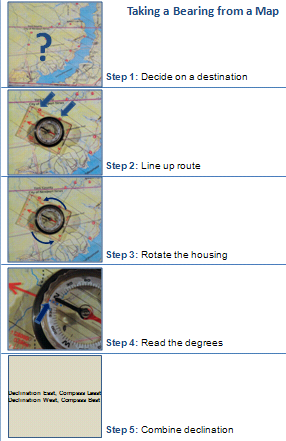 Taking a Bearing from a Map
?
Step 1: Decide on a destination
Step 2: Line up route
Step 3: Rotate the housing
Step 4: Read the degrees
Declination East, Compass Least
Declination West, Compass Best
Step 5: Combine declination